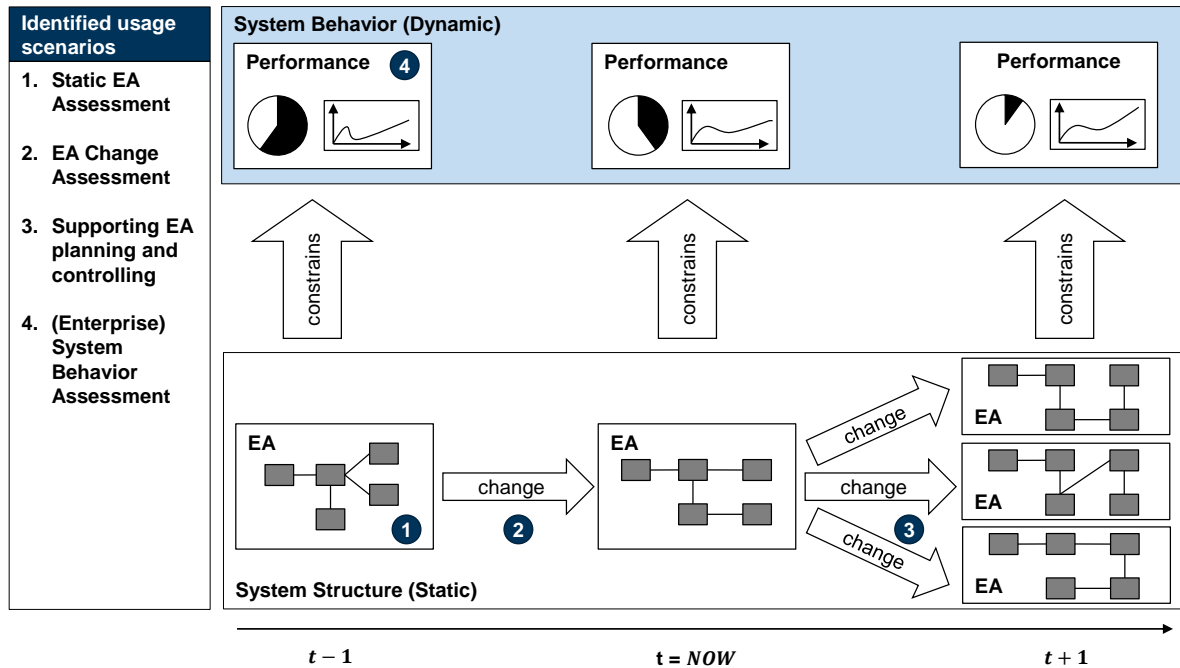 Identified usage
scenarios
1. Static EA
Assessment
2. EA Change
Assessment
3. Supporting EA
planning and
controlling
4. (Enterprise)
System
Behavior
Assessment
System Behavior (Dynamic)
Performance
4
Performance
Performance
constrains
constrains
constrains
EA
1
change
2
EA
change
change
3
change
EA
EA
EA
System Structure (Static)
t − 1
t = NOW
t + 1